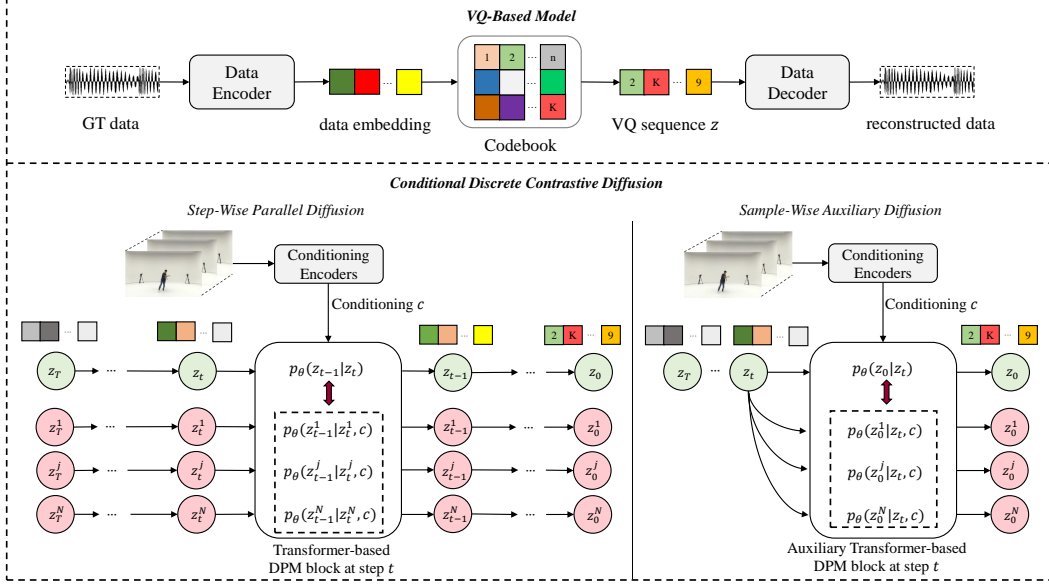 VQ-Based Model
Data
Encoder
...
1 2 ... n
...
... K
2 K ... 9
Data
Decoder
GT data
data embedding
Codebook
VQ sequence z
reconstructed data
Conditional Discrete Contrastive Diffusion
Step-Wise Parallel Diffusion
Conditioning
Encoders
Conditioning c
... ... ... 2 K ... 9
z_T ... z_t p_θ(z_{t-1}|z_t) z_{t-1} ... z_0
z_T^1 ... z_t^1 p_θ(z_{t-1}^1|z_t^1, c) z_{t-1}^1 ... z_0^1
z_T^j ... z_t^j p_θ(z_{t-1}^j|z_t^j, c) z_{t-1}^j ... z_0^j
z_T^N ... z_t^N p_θ(z_{t-1}^N|z_t^N, c) z_{t-1}^N ... z_0^N
Transformer-based
DPM block at step t
Sample-Wise Auxiliary Diffusion
Conditioning
Encoders
Conditioning c
... ... 2 K ... 9
z_T ... z_t p_θ(z_0|z_t) z_0
p_θ(z_0^1|z_t, c) z_0^1
p_θ(z_0^j|z_t, c) z_0^j
p_θ(z_0^N|z_t, c) z_0^N
Auxiliary Transformer-based
DPM block at step t